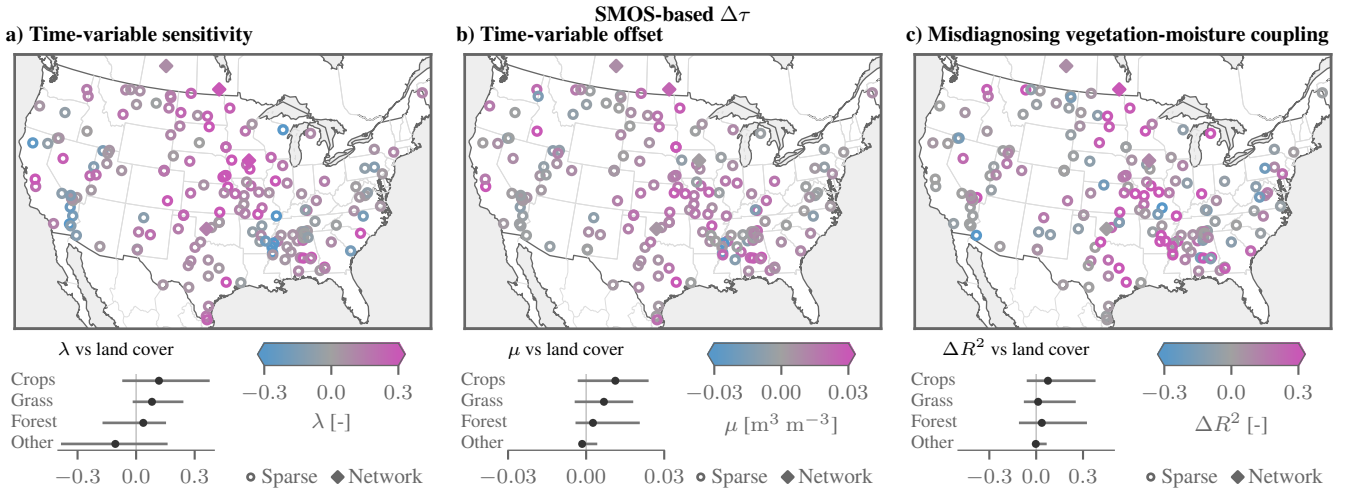 SMOS-based Δτ
a) Time-variable sensitivity
b) Time-variable offset
c) Misdiagnosing vegetation-moisture coupling
λ vs land cover
Crops
Grass
Forest
Other
−0.3 0.0 0.3
−0.3 0.0 0.3
λ [-]
Sparse Network
μ vs land cover
Crops
Grass
Forest
Other
−0.03 0.00 0.03
−0.03 0.00 0.03
μ [m³ m⁻³]
Sparse Network
ΔR² vs land cover
Crops
Grass
Forest
Other
−0.3 0.0 0.3
−0.3 0.0 0.3
ΔR² [-]
Sparse Network